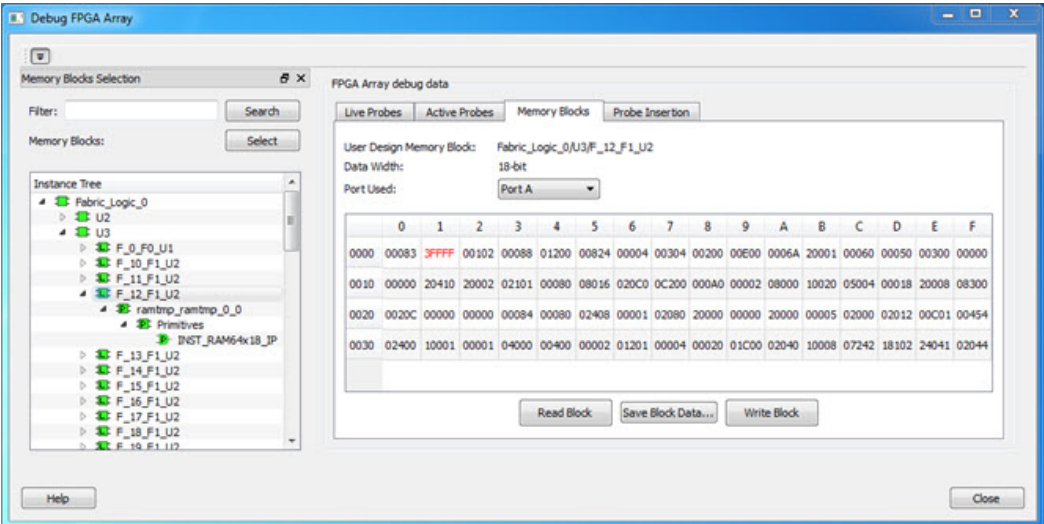 Debug FPGA Array
Memory Blocks Selection
Filter:
Search
Memory Blocks:
Select
Instance Tree
Fabric_Logic_0
U2
U3
F_0_F0_U1
F_10_F1_U2
F_11_F1_U2
F_12_F1_U2
ramtmp_ramtmp_0_0
Primitives
INST_RAM64x18_IP
F_13_F1_U2
F_14_F1_U2
F_15_F1_U2
F_16_F1_U2
F_17_F1_U2
F_18_F1_U2
F_19_F1_U2
FPGA Array debug data
Live Probes Active Probes Memory Blocks Probe Insertion
User Design Memory Block: Fabric_Logic_0/U3/F_12_F1_U2
Data Width: 18-bit
Port Used: Port A
0 1 2 3 4 5 6 7 8 9 A B C D E F
0000 00083 3FFFF 00102 00088 01200 00824 00004 00304 00200 00E00 0006A 20001 00060 00050 00300 00000
0010 00000 20410 20002 02101 00080 08016 020C0 0C200 000A0 00002 08000 10020 05004 00018 20008 08300
0020 0020C 00000 00000 00084 00080 02408 00001 02080 20000 00000 20000 00005 02000 02012 00C01 00454
0030 02400 10001 00001 04000 00400 00002 01201 00004 00020 01C00 02040 10008 07242 18102 24041 02044
Read Block Save Block Data... Write Block
Help
Close